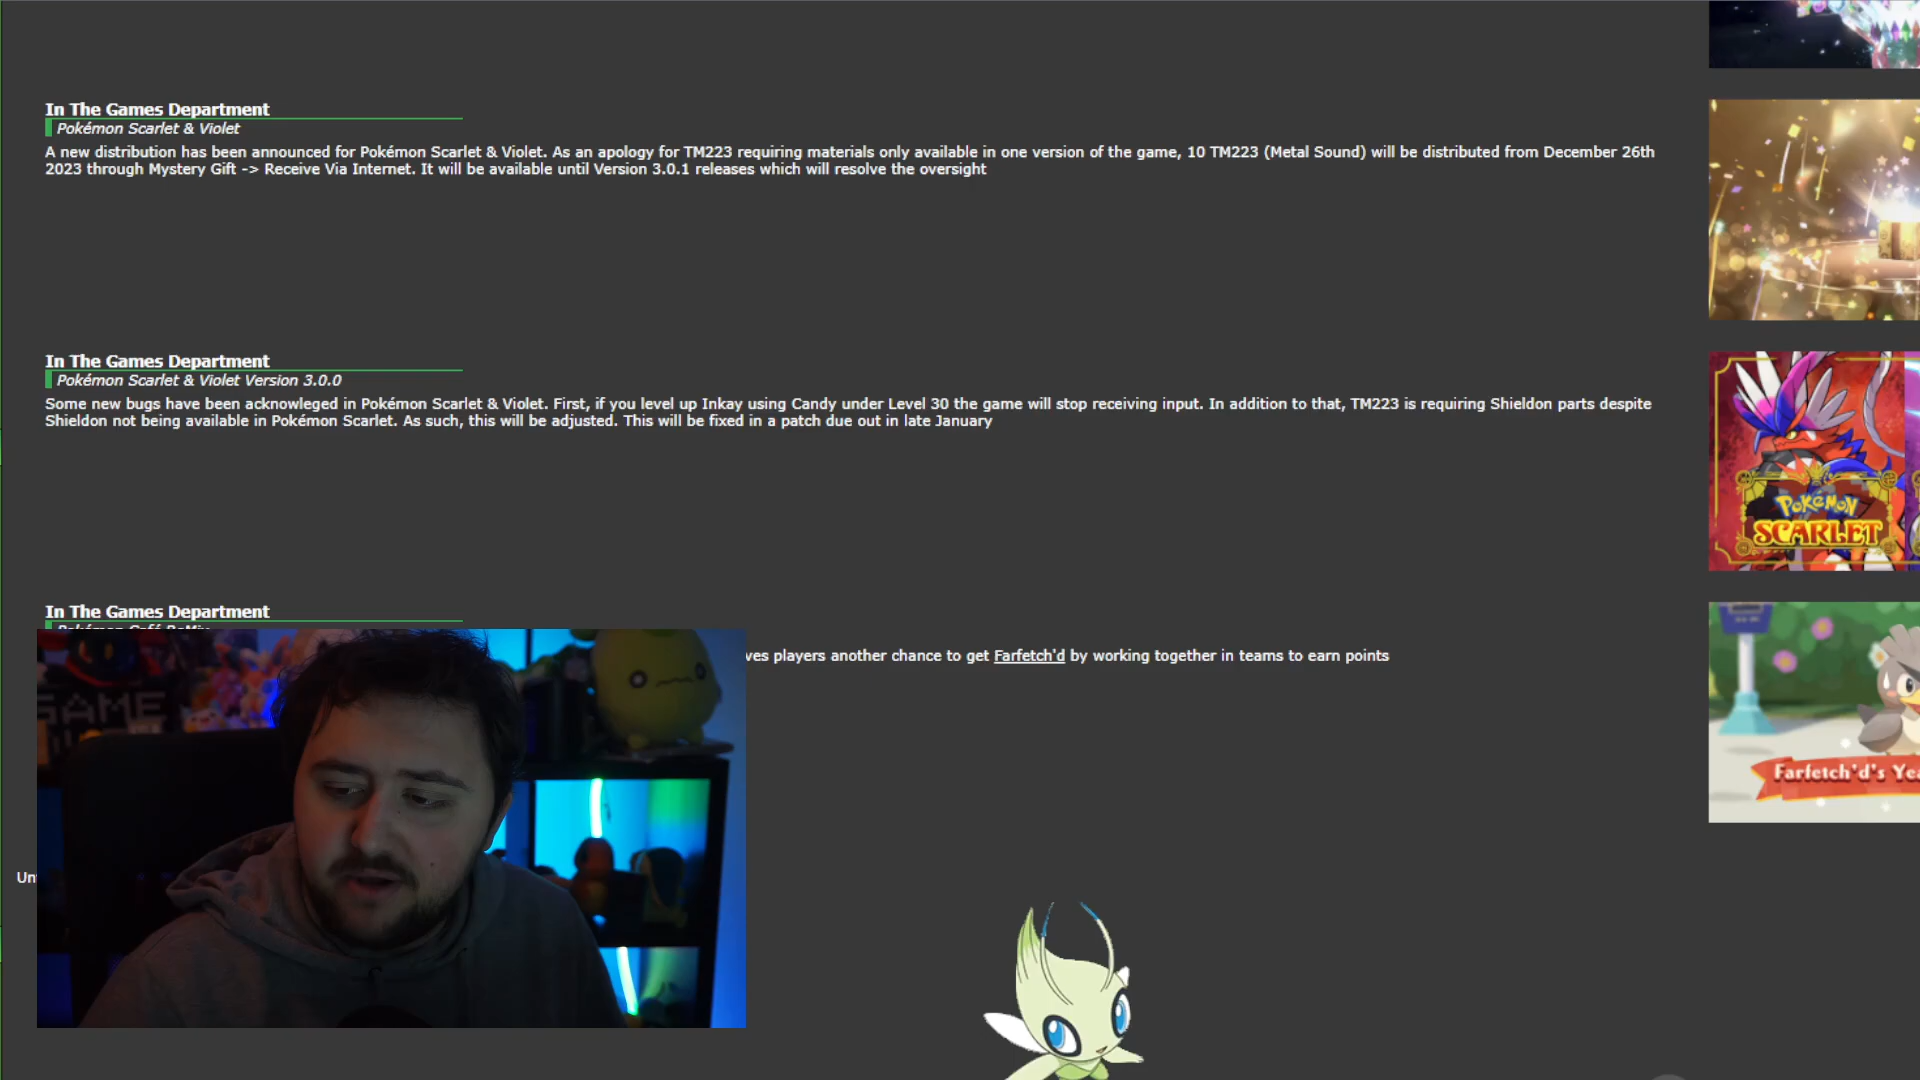 In The Games Department
Pokémon Scarlet & Violet
A new distribution has been announced for Pokémon Scarlet & Violet. As an apology for TM223 requiring materials only available in one version of the game, 10 TM223 (Metal Sound) will be distributed from December 26th
2023 through Mystery Gift -> Receive Via Internet. It will be available until Version 3.0.1 releases which will resolve the oversight
In The Games Department
Pokémon Scarlet & Violet Version 3.0.0
Some new bugs have been acknowleged in Pokémon Scarlet & Violet. First, if you level up Inkay using Candy under Level 30 the game will stop receiving input. In addition to that, TM223 is requiring Shieldon parts despite
Shieldon not being available in Pokémon Scarlet. As such, this will be adjusted. This will be fixed in a patch due out in late January
POKéMON
SCARLET
In The Games Department
players another chance to get Farfetch'd by working together in teams to earn points
Farfetch'd's
GAME